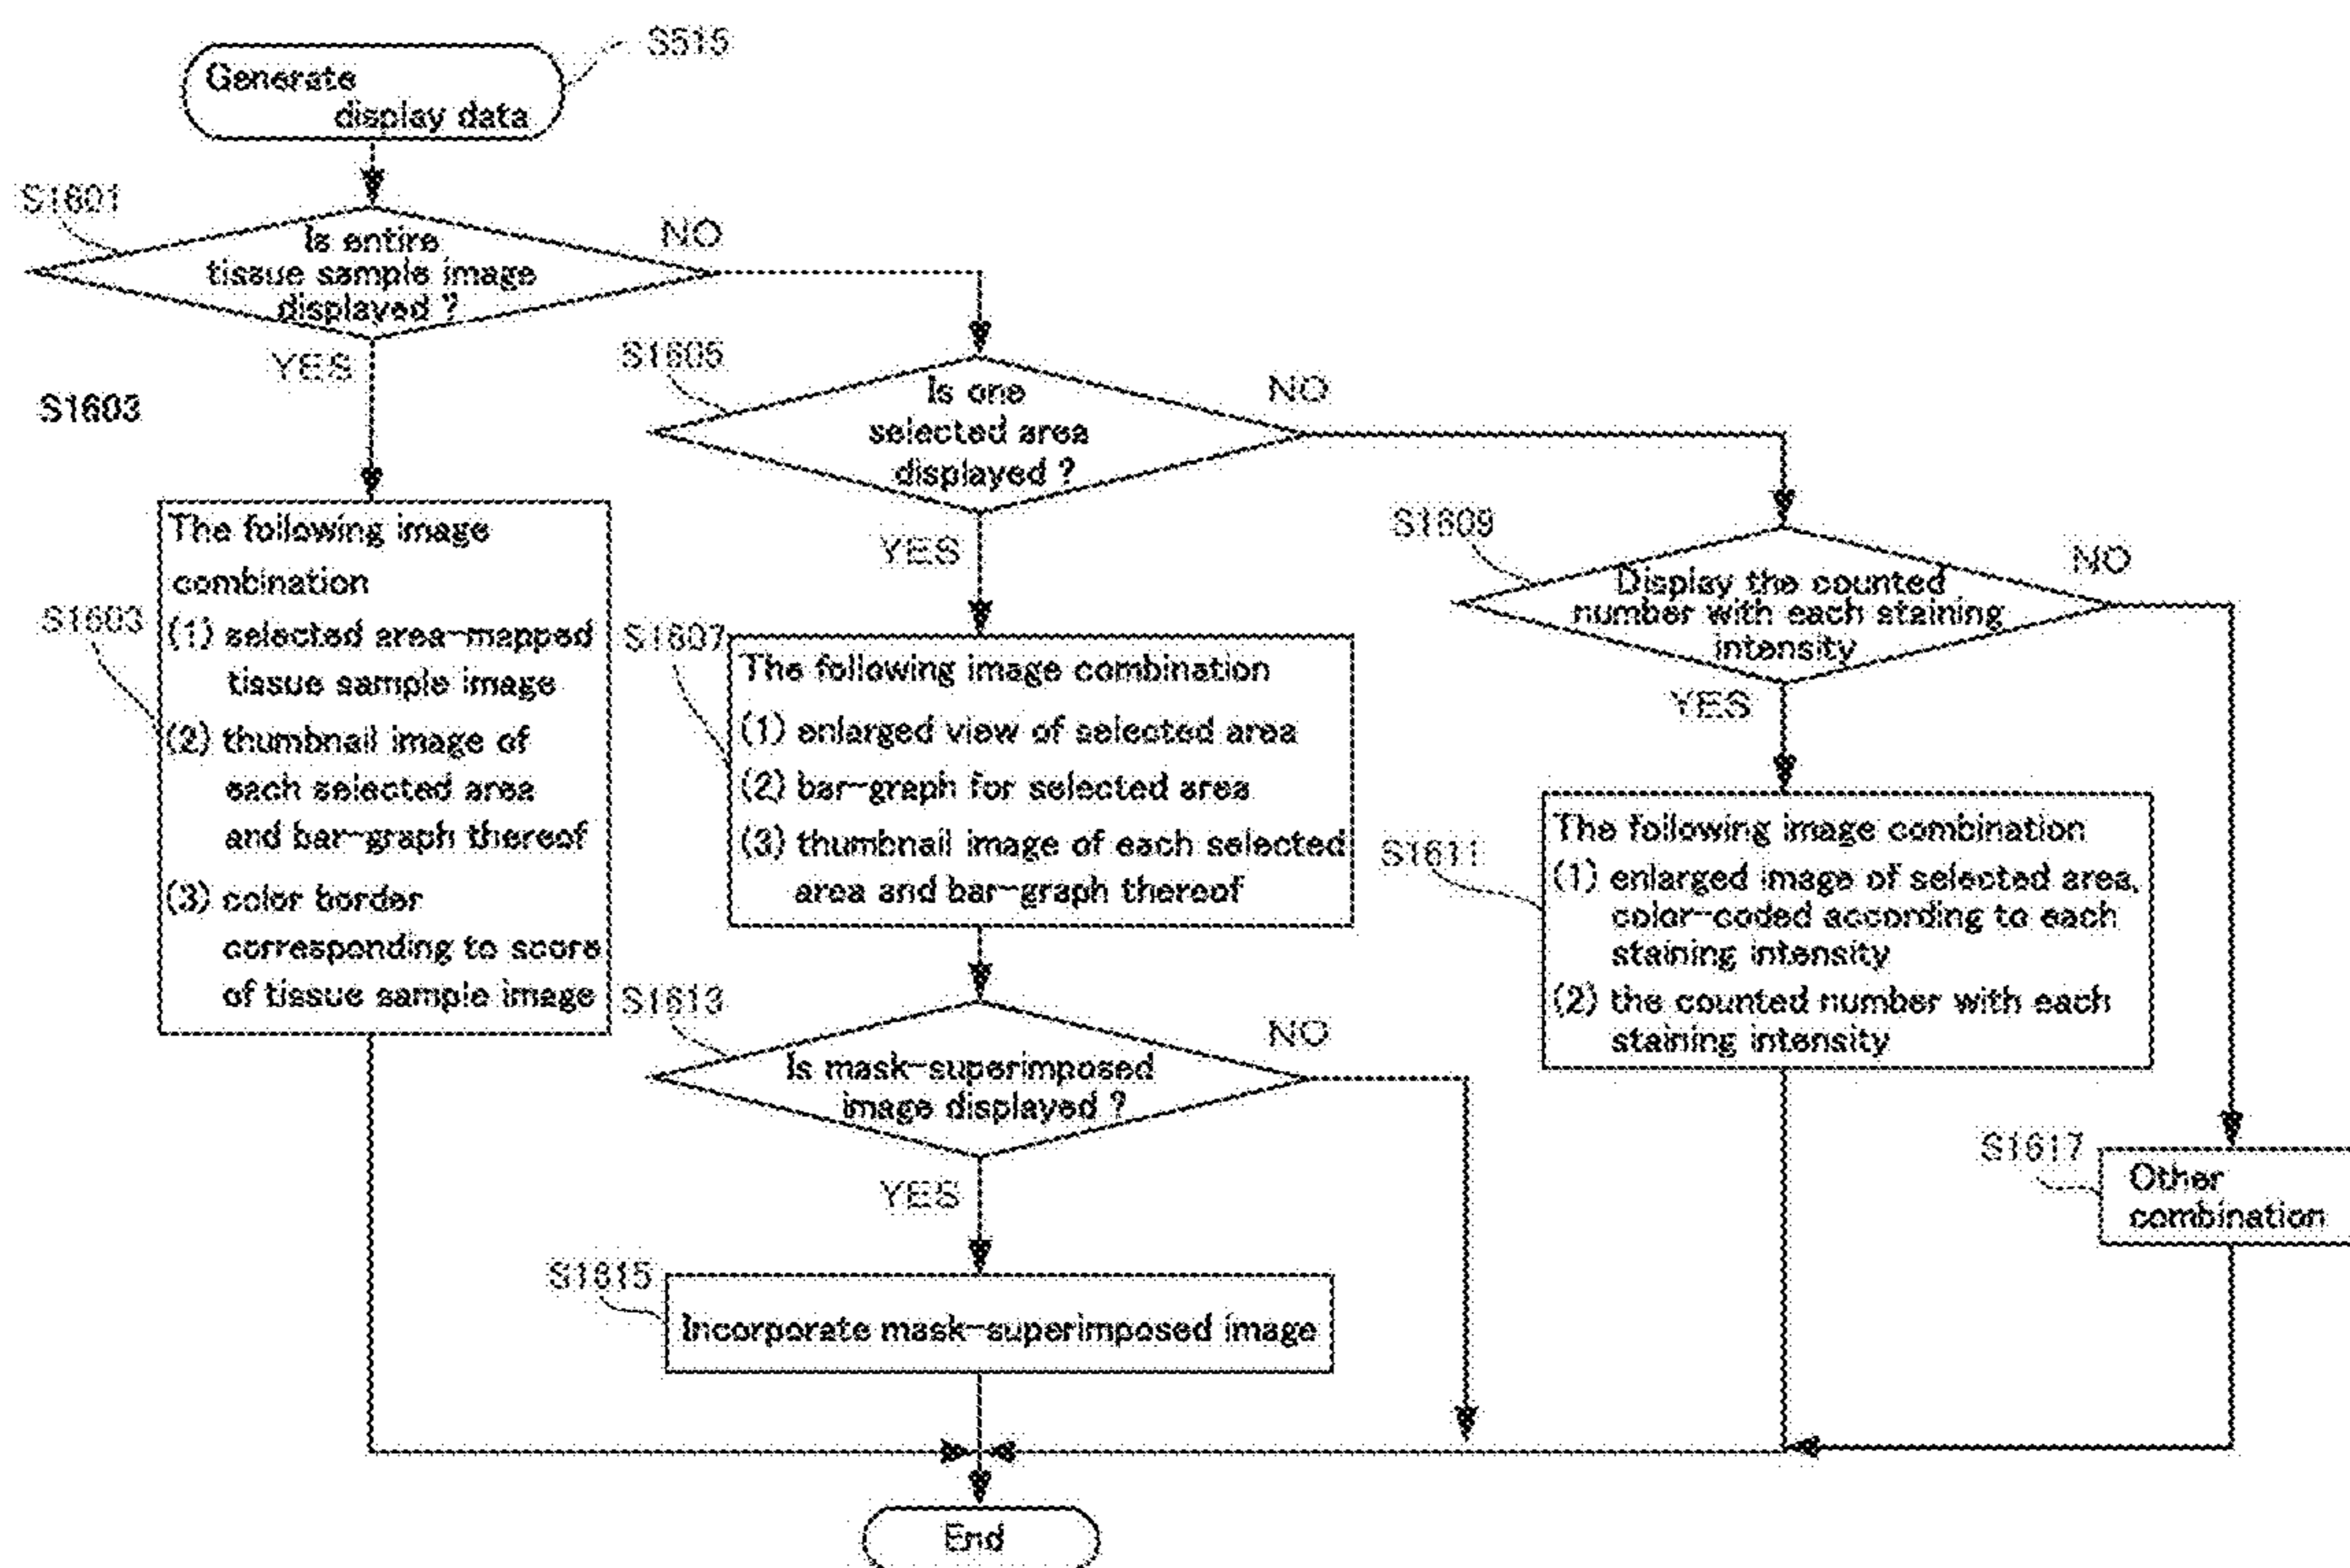 S515
Generate
display data
S1601
Is entire
tissue sample image
displayed ?
NO
YES
S1603
S1603
The following image
combination
(1) selected area-mapped
tissue sample image
(2) thumbnail image of
each selected area
and bar-graph thereof
(3) color border
corresponding to score
of tissue sample image
S1605
Is one
selected area
displayed ?
NO
YES
S1607
The following image combination
(1) enlarged view of selected area
(2) bar-graph for selected area
(3) thumbnail image of each selected
area and bar-graph thereof
S1613
Is mask-superimposed
image displayed ?
NO
YES
S1615
Incorporate mask-superimposed image
S1609
Display the counted
number with each staining
intensity
NO
YES
S1611
The following image combination
(1) enlarged image of selected area,
color-coded according to each
staining intensity
(2) the counted number with each
staining intensity
S1617
Other
combination
End